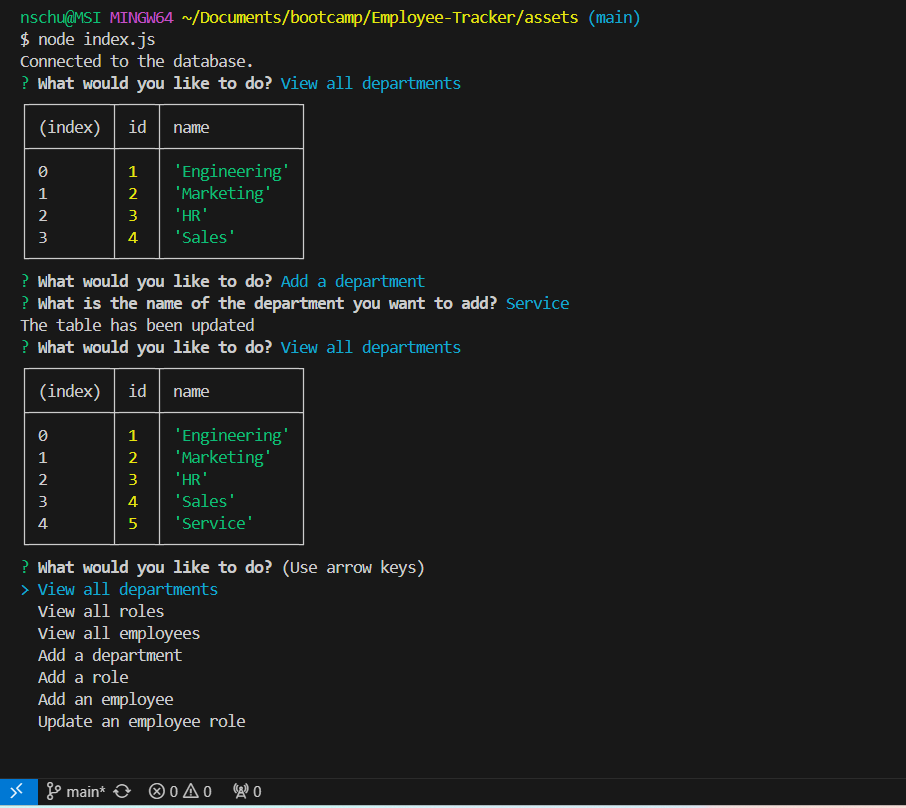 nschu@MSI MINGW64 ~/Documents/bootcamp/Employee-Tracker/assets (main)
$ node index.js
Connected to the database.
? What would you like to do? View all departments
(index) id name
0 1 'Engineering'
1 2 'Marketing'
2 3 'HR'
3 4 'Sales'
? What would you like to do? Add a department
? What is the name of the department you want to add? Service
The table has been updated
? What would you like to do? View all departments
(index) id name
0 1 'Engineering'
1 2 'Marketing'
2 3 'HR'
3 4 'Sales'
4 5 'Service'
? What would you like to do? (Use arrow keys)
> View all departments
View all roles
View all employees
Add a department
Add a role
Add an employee
Update an employee role
main* 0 0 0